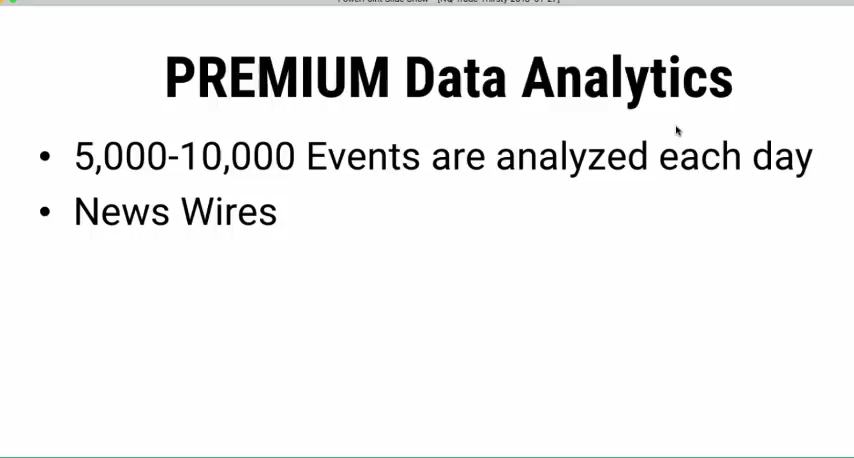 PREMIUM Data Analytics
• 5,000-10,000 Events are analyzed each day
• News Wires